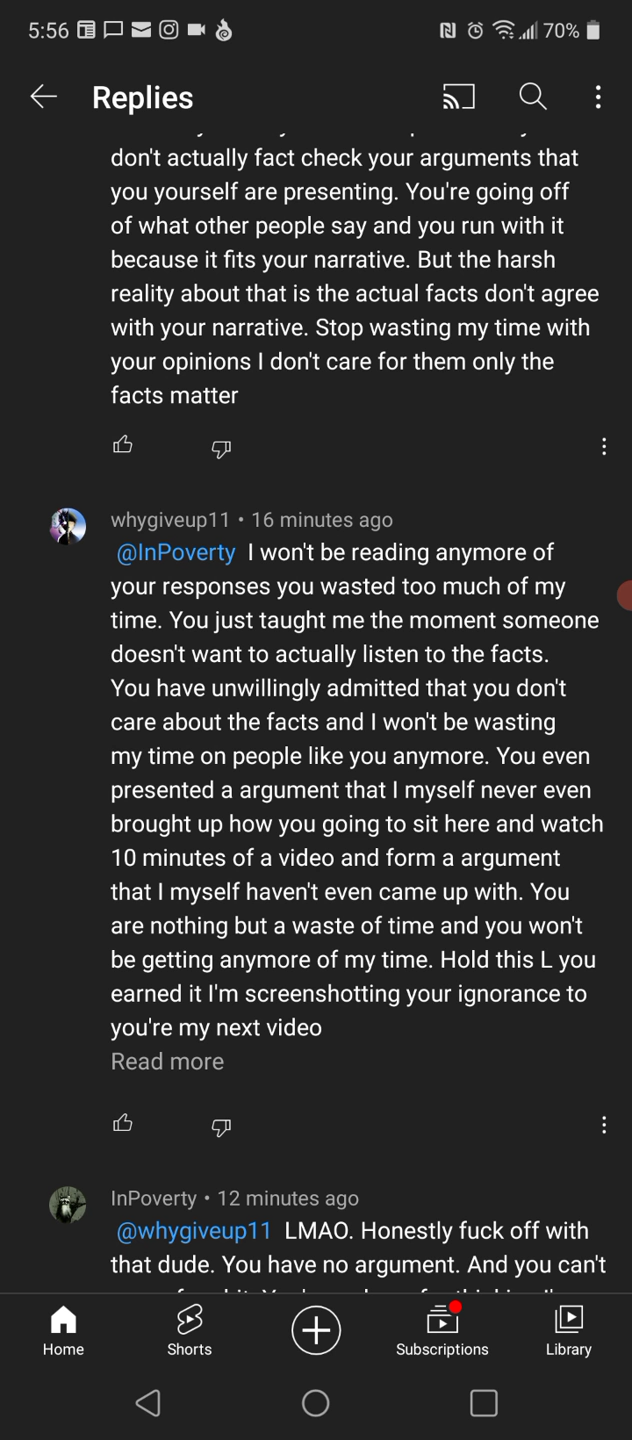 5:56
70%
Replies
don't actually fact check your arguments that
you yourself are presenting. You're going off
of what other people say and you run with it
because it fits your narrative. But the harsh
reality about that is the actual facts don't agree
with your narrative. Stop wasting my time with
your opinions I don't care for them only the
facts matter
whygiveup11 • 16 minutes ago
@InPoverty I won't be reading anymore of
your responses you wasted too much of my
time. You just taught me the moment someone
doesn't want to actually listen to the facts.
You have unwillingly admitted that you don't
care about the facts and I won't be wasting
my time on people like you anymore. You even
presented a argument that I myself never even
brought up how you going to sit here and watch
10 minutes of a video and form a argument
that I myself haven't even came up with. You
are nothing but a waste of time and you won't
be getting anymore of my time. Hold this L you
earned it I'm screenshotting your ignorance to
you're my next video
Read more
InPoverty • 12 minutes ago
@whygiveup11 LMAO. Honestly fuck off with
that dude. You have no argument. And you can't
Home
Shorts
Subscriptions
Library